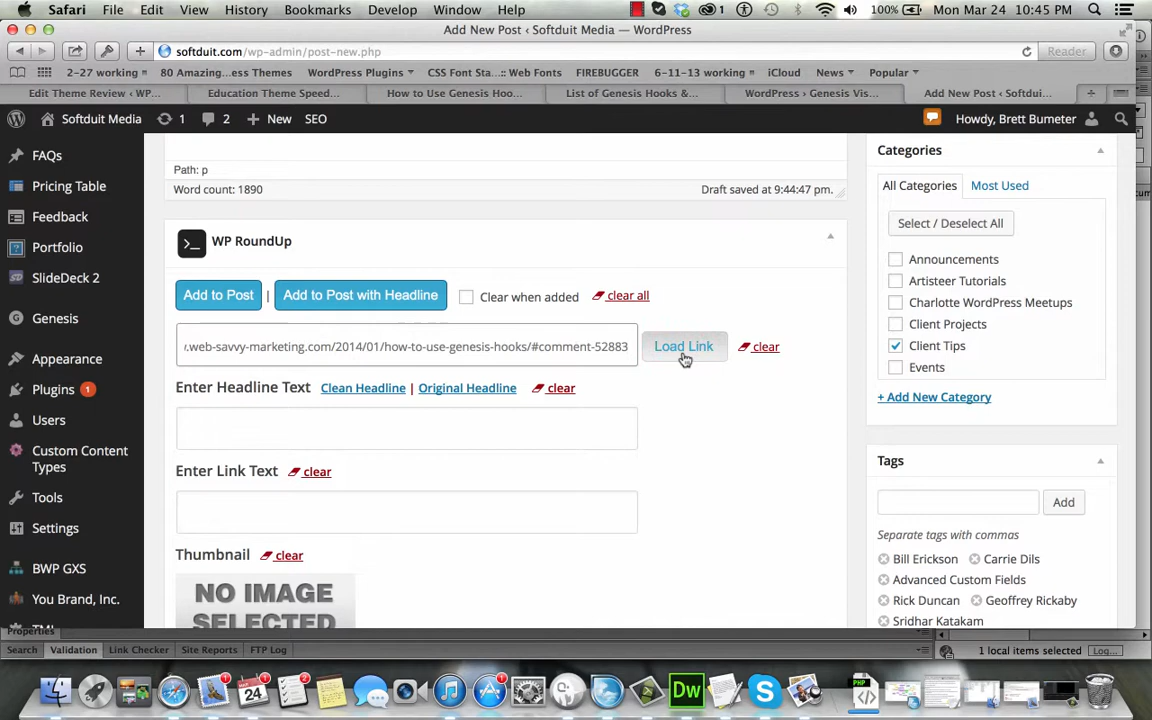 Safari File Edit View History Bookmarks Develop Window Help 1 100% Mon Mar 24 10:45 PM
Add New Post ‹ Softduit Media — WordPress
softduit.com/wp-admin/post-new.php Reader
2-27 working 80 Amazing...ess Themes WordPress Plugins CSS Font Sta...:: Web Fonts FIREBUGGER 6-11-13 working iCloud News Popular
Edit Theme Review ‹ WP... Education Theme Speed... How to Use Genesis Hoo... List of Genesis Hooks &... WordPress › Genesis Vis... Add New Post ‹ Softdui...
Softduit Media 1 2 New SEO Howdy, Brett Bumeter
FAQs
Pricing Table
Feedback
Portfolio
SlideDeck 2
Genesis
Appearance
Plugins 1
Users
Custom Content
Types
Tools
Settings
BWP GXS
You Brand, Inc.
Path: p
Word count: 1890 Draft saved at 9:44:47 pm.
>_ WP RoundUp
Add to Post | Add to Post with Headline Clear when added clear all
.web-savvy-marketing.com/2014/01/how-to-use-genesis-hooks/#comment-52883 Load Link clear
Enter Headline Text Clean Headline | Original Headline clear
Enter Link Text clear
Thumbnail clear
NO IMAGE
SELECTED
Categories
All Categories Most Used
Select / Deselect All
Announcements
Artisteer Tutorials
Charlotte WordPress Meetups
Client Projects
Client Tips
Events
+ Add New Category
Tags
Add
Separate tags with commas
Bill Erickson Carrie Dils
Advanced Custom Fields
Rick Duncan Geoffrey Rickaby
Sridhar Katakam
Properties
Search Validation Link Checker Site Reports FTP Log 1 local items selected Log...
1 MAR 24 2 1 Dw PHP